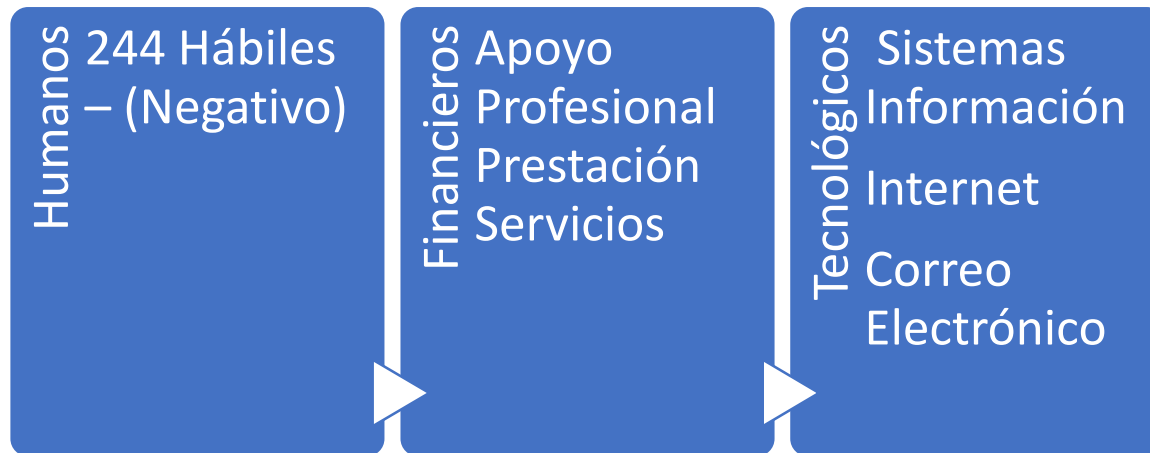 Humanos
244 Hábiles
– (Negativo)
Financieros
Apoyo
Profesional
Prestación
Servicios
Tecnológicos
Sistemas
Información
Internet
Correo
Electrónico